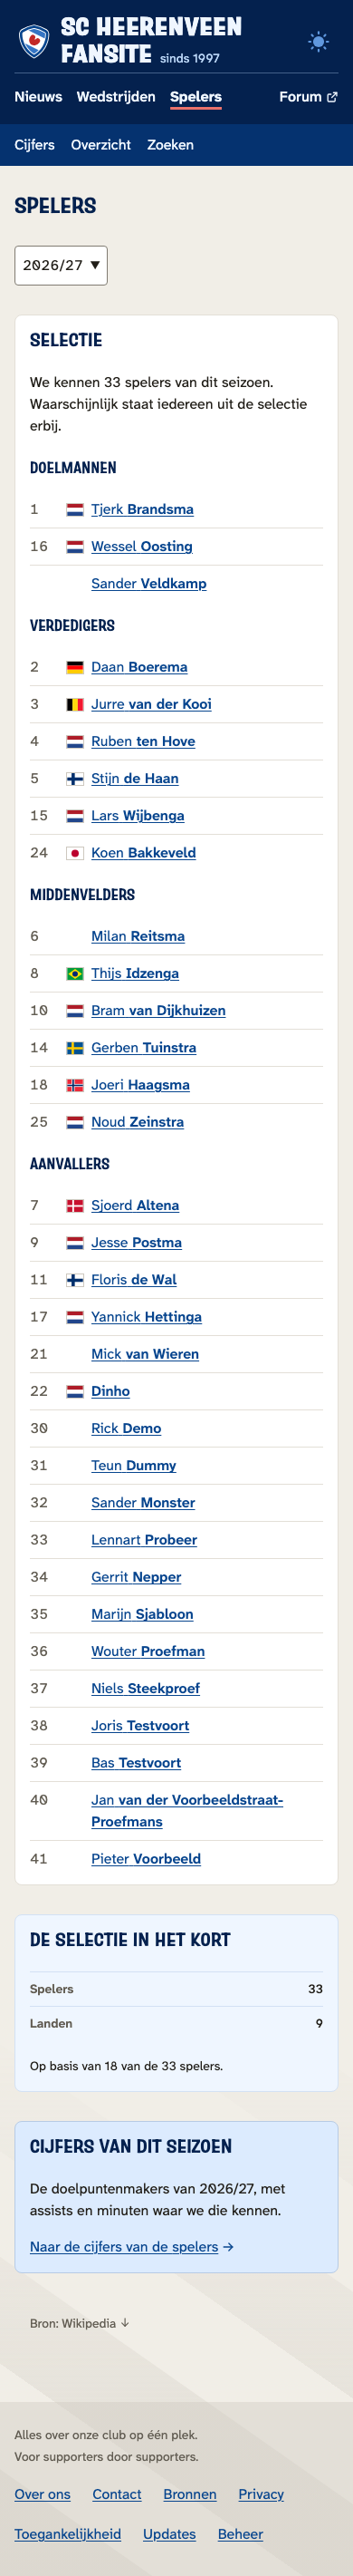 SC HEERENVEEN
FANSITE sinds 1997
Nieuws Wedstrijden Spelers Forum
Cijfers Overzicht Zoeken
SPELERS
2026/27 ▼
SELECTIE
We kennen 33 spelers van dit seizoen.
Waarschijnlijk staat iedereen uit de selectie
erbij.
DOELMANNEN
1 Tjerk Brandsma
16 Wessel Oosting
Sander Veldkamp
VERDEDIGERS
2 Daan Boerema
3 Jurre van der Kooi
4 Ruben ten Hove
5 Stijn de Haan
15 Lars Wijbenga
24 Koen Bakkeveld
MIDDENVELDERS
6 Milan Reitsma
8 Thijs Idzenga
10 Bram van Dijkhuizen
14 Gerben Tuinstra
18 Joeri Haagsma
25 Noud Zeinstra
AANVALLERS
7 Sjoerd Altena
9 Jesse Postma
11 Floris de Wal
17 Yannick Hettinga
21 Mick van Wieren
22 Dinho
30 Rick Demo
31 Teun Dummy
32 Sander Monster
33 Lennart Probeer
34 Gerrit Nepper
35 Marijn Sjabloon
36 Wouter Proefman
37 Niels Steekproef
38 Joris Testvoort
39 Bas Testvoort
40 Jan van der Voorbeeldstraat-
Proefmans
41 Pieter Voorbeeld
DE SELECTIE IN HET KORT
Spelers 33
Landen 9
Op basis van 18 van de 33 spelers.
CIJFERS VAN DIT SEIZOEN
De doelpuntenmakers van 2026/27, met
assists en minuten waar we die kennen.
Naar de cijfers van de spelers →
Bron: Wikipedia ↓
Alles over onze club op één plek.
Voor supporters door supporters.
Over ons Contact Bronnen Privacy
Toegankelijkheid Updates Beheer